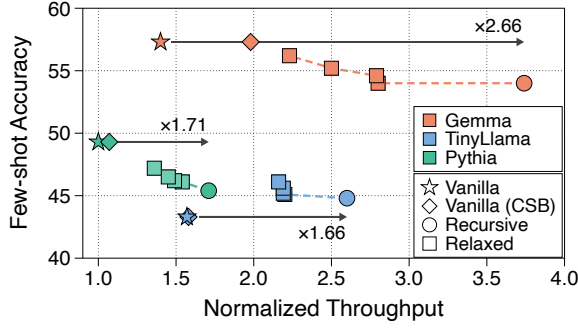 60
55
50
45
40
Few-shot Accuracy
×2.66
×1.71
×1.66
Gemma
TinyLlama
Pythia
Vanilla
Vanilla (CSB)
Recursive
Relaxed
1.0 1.5 2.0 2.5 3.0 3.5 4.0
Normalized Throughput